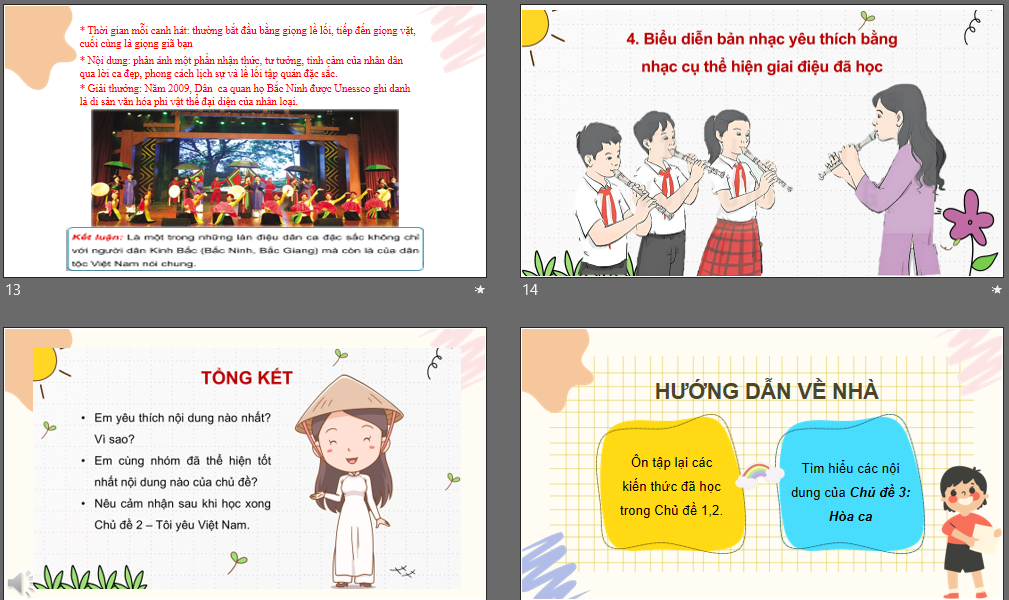 * Thời gian mỗi canh hát: thường bắt đầu bằng giọng lề lối, tiếp đến giọng vặt,
cuối cùng là giọng giã bạn
* Nội dung: phản ánh một phần nhận thức, tư tưởng, tình cảm của nhân dân
qua lời ca đẹp, phong cách lịch sự và lề lối tập quán đặc sắc.
* Giải thưởng: Năm 2009, Dân ca quan họ Bắc Ninh được Unessco ghi danh
là di sản văn hóa phi vật thể đại diện của nhân loại.
Kết luận: Là một trong những làn điệu dân ca đặc sắc không chỉ
với người dân Kinh Bắc (Bắc Ninh, Bắc Giang) mà còn là của dân
tộc Việt Nam nói chung.
13
4. Biểu diễn bản nhạc yêu thích bằng
nhạc cụ thể hiện giai điệu đã học
14
TỔNG KẾT
• Em yêu thích nội dung nào nhất?
Vì sao?
• Em cùng nhóm đã thể hiện tốt
nhất nội dung nào của chủ đề?
• Nêu cảm nhận sau khi học xong
Chủ đề 2 – Tôi yêu Việt Nam.
HƯỚNG DẪN VỀ NHÀ
Ôn tập lại các
kiến thức đã học
trong Chủ đề 1,2.
Tìm hiểu các nội
dung của Chủ đề 3:
Hòa ca